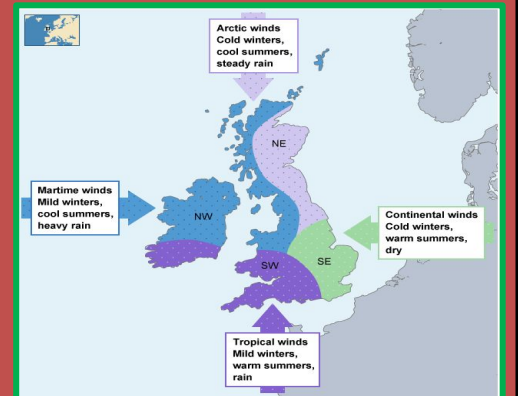 Arctic winds
Cold winters,
cool summers,
steady rain
NE
Martime winds
Mild winters,
cool summers,
heavy rain
NW
Continental winds
Cold winters,
warm summers,
dry
SW
SE
Tropical winds
Mild winters,
warm summers,
rain